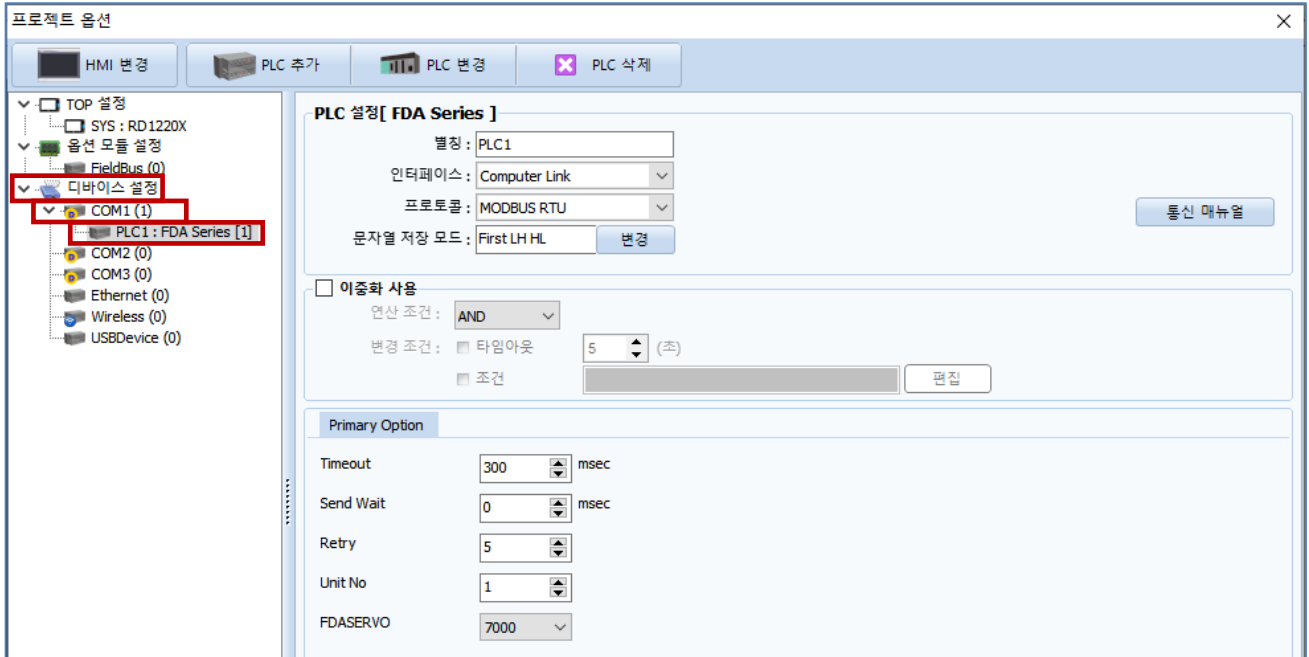 프로젝트 옵션
HMI 변경
PLC 추가
PLC 변경
PLC 삭제
TOP 설정
SYS : RD1220X
옵션 모듈 설정
FieldBus (0)
디바이스 설정
COM1 (1)
PLC1 : FDA Series [1]
COM2 (0)
COM3 (0)
Ethernet (0)
Wireless (0)
USBDevice (0)
PLC 설정[ FDA Series ]
별칭 : PLC1
인터페이스 : Computer Link
프로토콜 : MODBUS RTU
통신 매뉴얼
문자열 저장 모드 : First LH HL 변경
이중화 사용
연산 조건 : AND
변경 조건 : 타임아웃 5 (초)
조건 편집
Primary Option
Timeout 300 msec
Send Wait 0 msec
Retry 5
Unit No 1
FDASERVO 7000